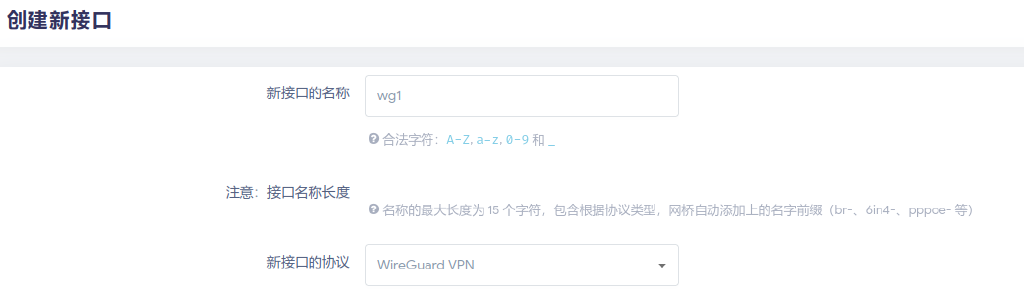 创建新接口
新接口的名称
wg1
合法字符：A-Z,a-z,0-9 和 _
注意：接口名称长度
名称的最大长度为 15 个字符，包含根据协议类型，网桥自动添加上的名字前缀（br-、6in4-、pppoe- 等）
新接口的协议
WireGuard VPN